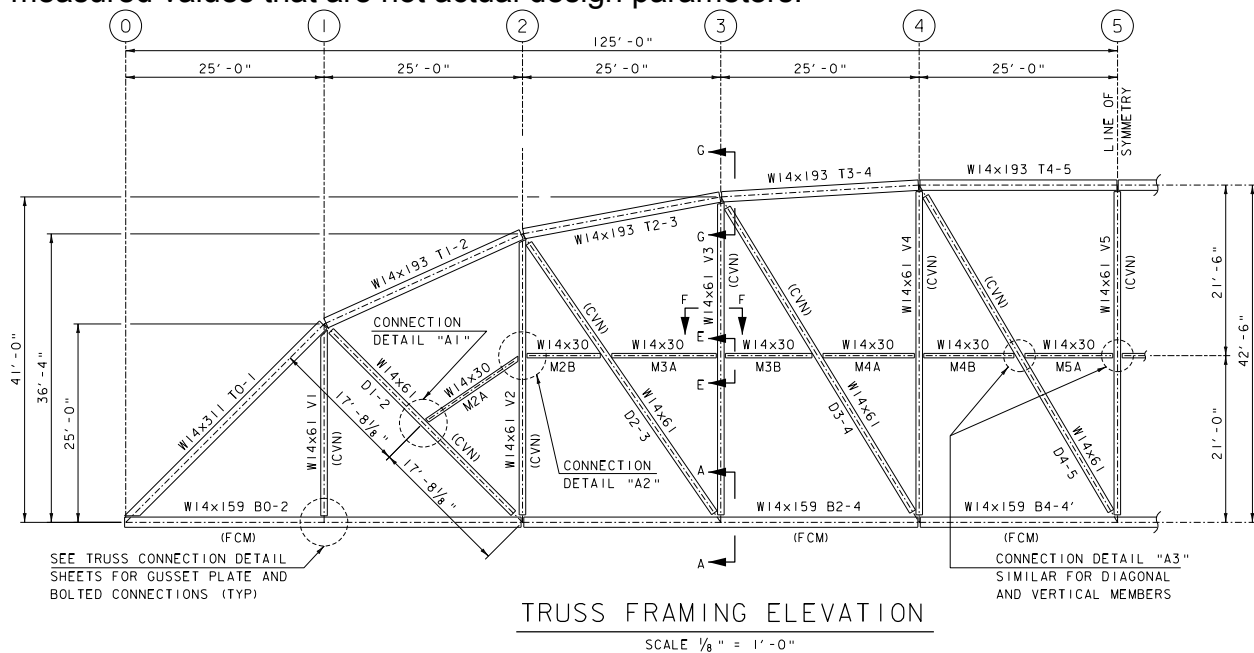 measured values that are not actual design parameters.
0 1 2 3 4 5
125'-0"
25'-0" 25'-0" 25'-0" 25'-0" 25'-0"
LINE OF
SYMMETRY
G
G
W14x311 T0-1
W14x193 T1-2
W14x193 T2-3
W14x193 T3-4
W14x193 T4-5
41'-0"
36'-4"
25'-0"
21'-6"
21'-0"
42'-6"
CONNECTION
DETAIL "A1"
W14x61 V1
(CVN)
W14x61
D1-2
(CVN)
17'-8⅛"
17'-8⅛"
W14x30
M2A
W14x61 V2
(CVN)
W14x30
M2B
(CVN)
W14x61
D2-3
W14x30
M3A
W14x61 V3
(CVN)
F F
E
E
W14x30
M3B
(CVN)
W14x61
D3-4
W14x30
M4A
W14x61 V4
(CVN)
W14x30
M4B
(CVN)
W14x61
D4-5
W14x30
M5A
W14x61 V5
(CVN)
CONNECTION
DETAIL "A2"
A
A
W14x159 B0-2
(FCM)
W14x159 B2-4
(FCM)
W14x159 B4-4'
(FCM)
SEE TRUSS CONNECTION DETAIL
SHEETS FOR GUSSET PLATE AND
BOLTED CONNECTIONS (TYP)
CONNECTION DETAIL "A3"
SIMILAR FOR DIAGONAL
AND VERTICAL MEMBERS
TRUSS FRAMING ELEVATION
SCALE ⅛" = 1'-0"